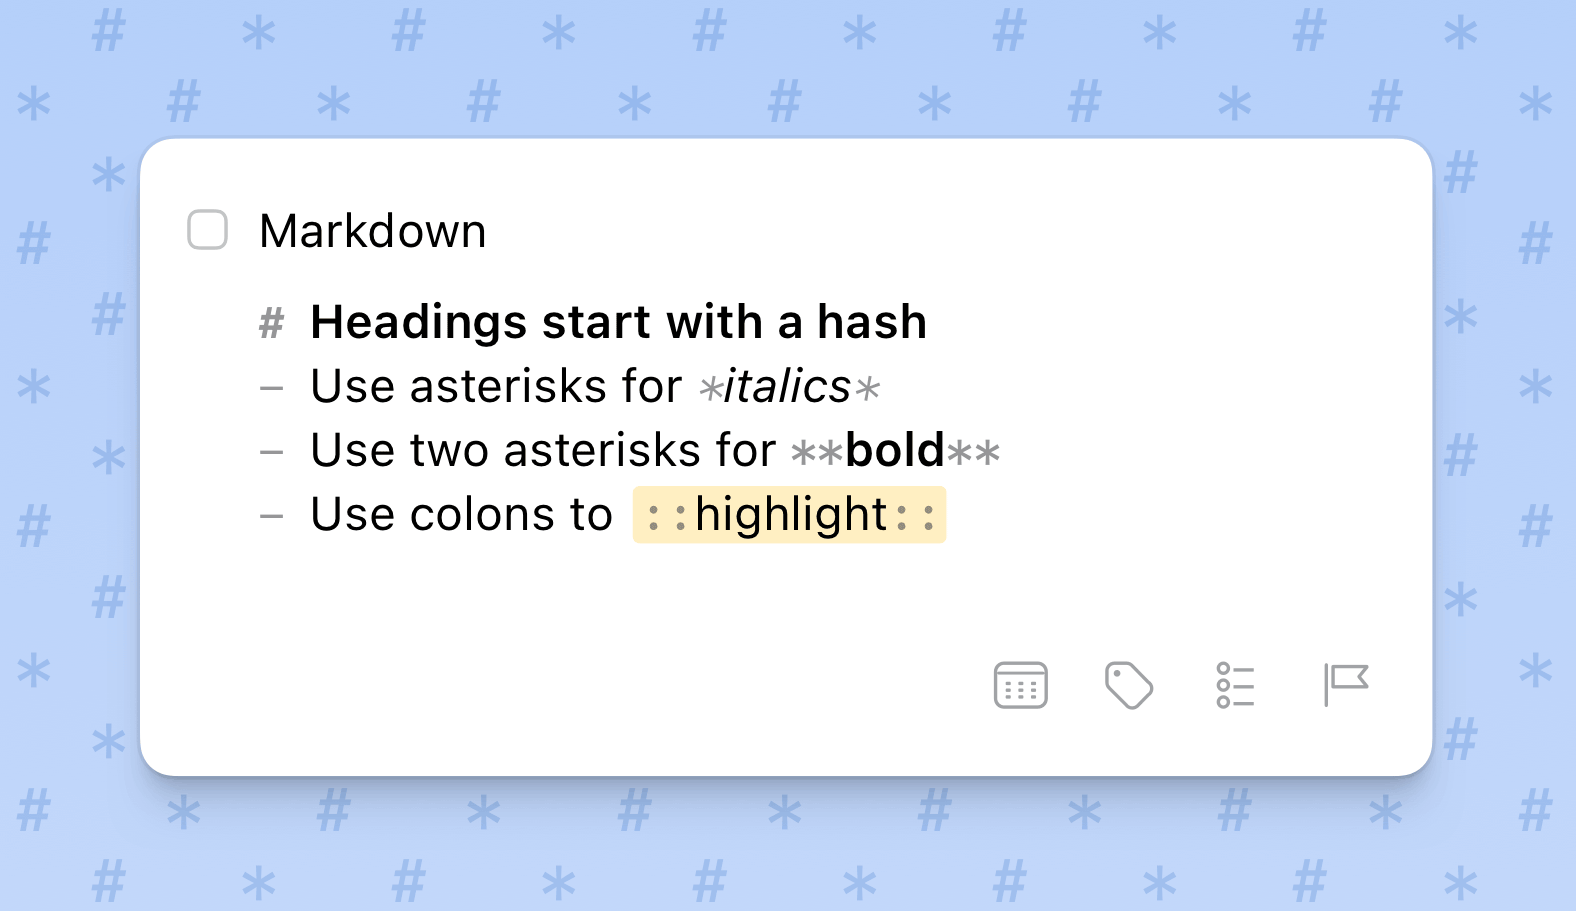 Markdown
# Headings start with a hash
– Use asterisks for *italics*
– Use two asterisks for **bold**
– Use colons to ::highlight::